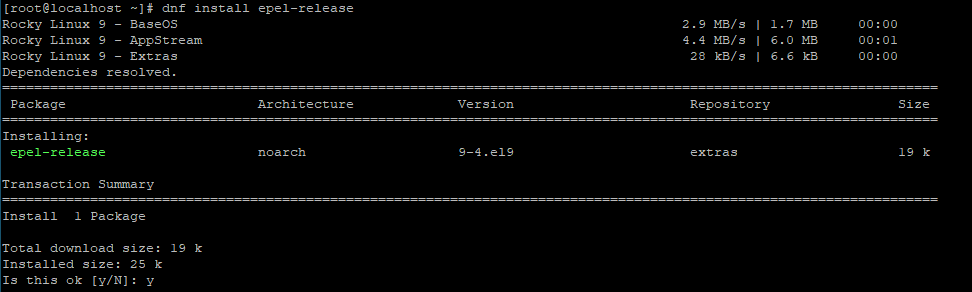 [root@localhost ~]# dnf install epel-release
Rocky Linux 9 - BaseOS 2.9 MB/s | 1.7 MB 00:00
Rocky Linux 9 - AppStream 4.4 MB/s | 6.0 MB 00:01
Rocky Linux 9 - Extras 28 kB/s | 6.6 kB 00:00
Dependencies resolved.
================================================================================
Package Architecture Version Repository Size
================================================================================
Installing:
epel-release noarch 9-4.el9 extras 19 k
Transaction Summary
================================================================================
Install 1 Package
Total download size: 19 k
Installed size: 25 k
Is this ok [y/N]: y